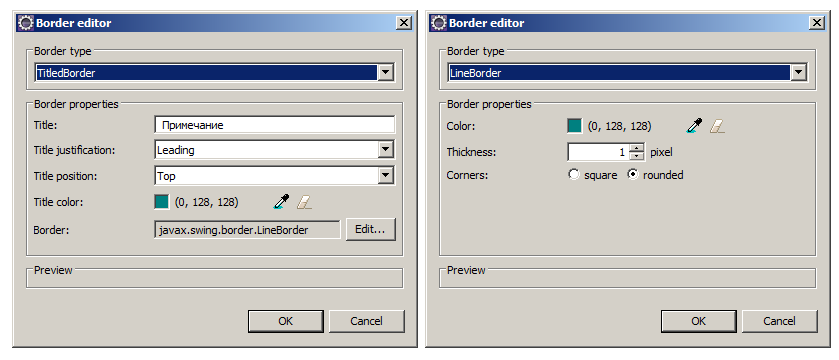 Border editor
Border type
TitledBorder
Border properties
Title: Примечание
Title justification: Leading
Title position: Top
Title color: (0, 128, 128)
Border: javax.swing.border.LineBorder Edit...
Preview
OK Cancel
Border editor
Border type
LineBorder
Border properties
Color: (0, 128, 128)
Thickness: 1 pixel
Corners: square rounded
Preview
OK Cancel